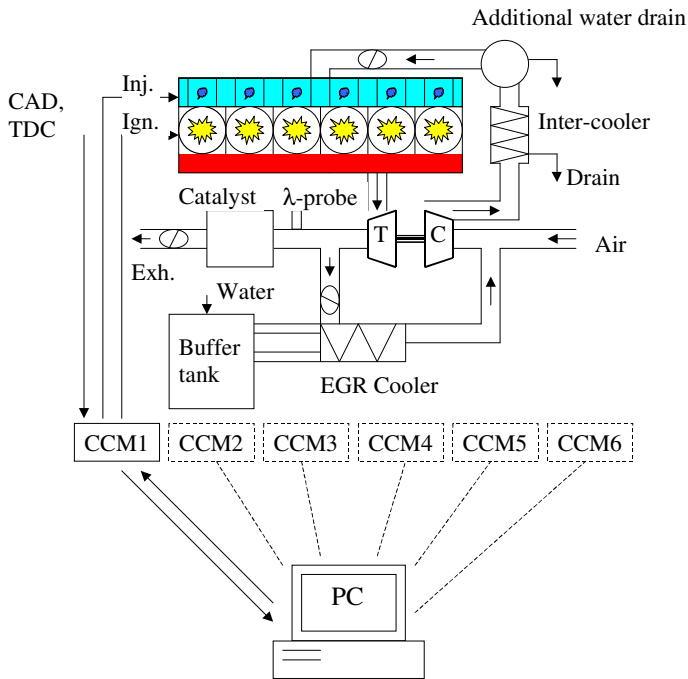 Additional water drain
Inj.
CAD,
TDC
Ign.
Inter-cooler
Drain
Catalyst
λ-probe
T
C
Air
Exh.
Water
Buffer
tank
EGR Cooler
CCM1
CCM2
CCM3
CCM4
CCM5
CCM6
PC